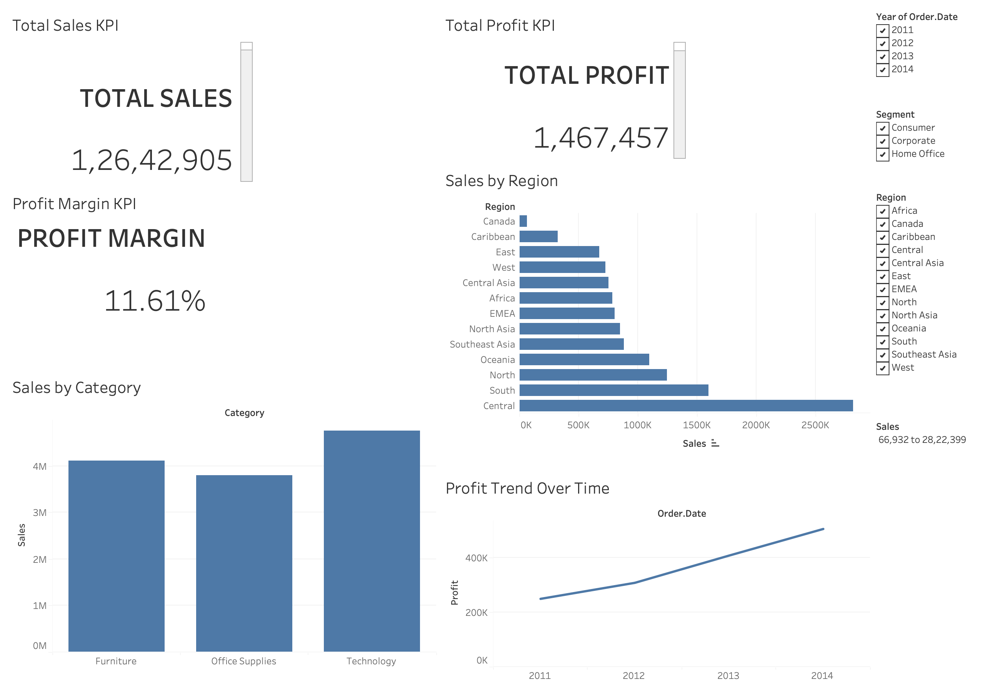 Total Sales KPI
TOTAL SALES
1,26,42,905
Profit Margin KPI
PROFIT MARGIN
11.61%
Sales by Category
Category
Sales
4M
3M
2M
1M
0M
Furniture
Office Supplies
Technology
Total Profit KPI
TOTAL PROFIT
1,467,457
Sales by Region
Region
Canada
Caribbean
East
West
Central Asia
Africa
EMEA
North Asia
Southeast Asia
Oceania
North
South
Central
0K 500K 1000K 1500K 2000K 2500K
Sales
Profit Trend Over Time
Order.Date
Profit
400K
200K
0K
2011 2012 2013 2014
Year of Order.Date
2011
2012
2013
2014
Segment
Consumer
Corporate
Home Office
Region
Africa
Canada
Caribbean
Central
Central Asia
East
EMEA
North
North Asia
Oceania
South
Southeast Asia
West
Sales
66,932 to 28,22,399